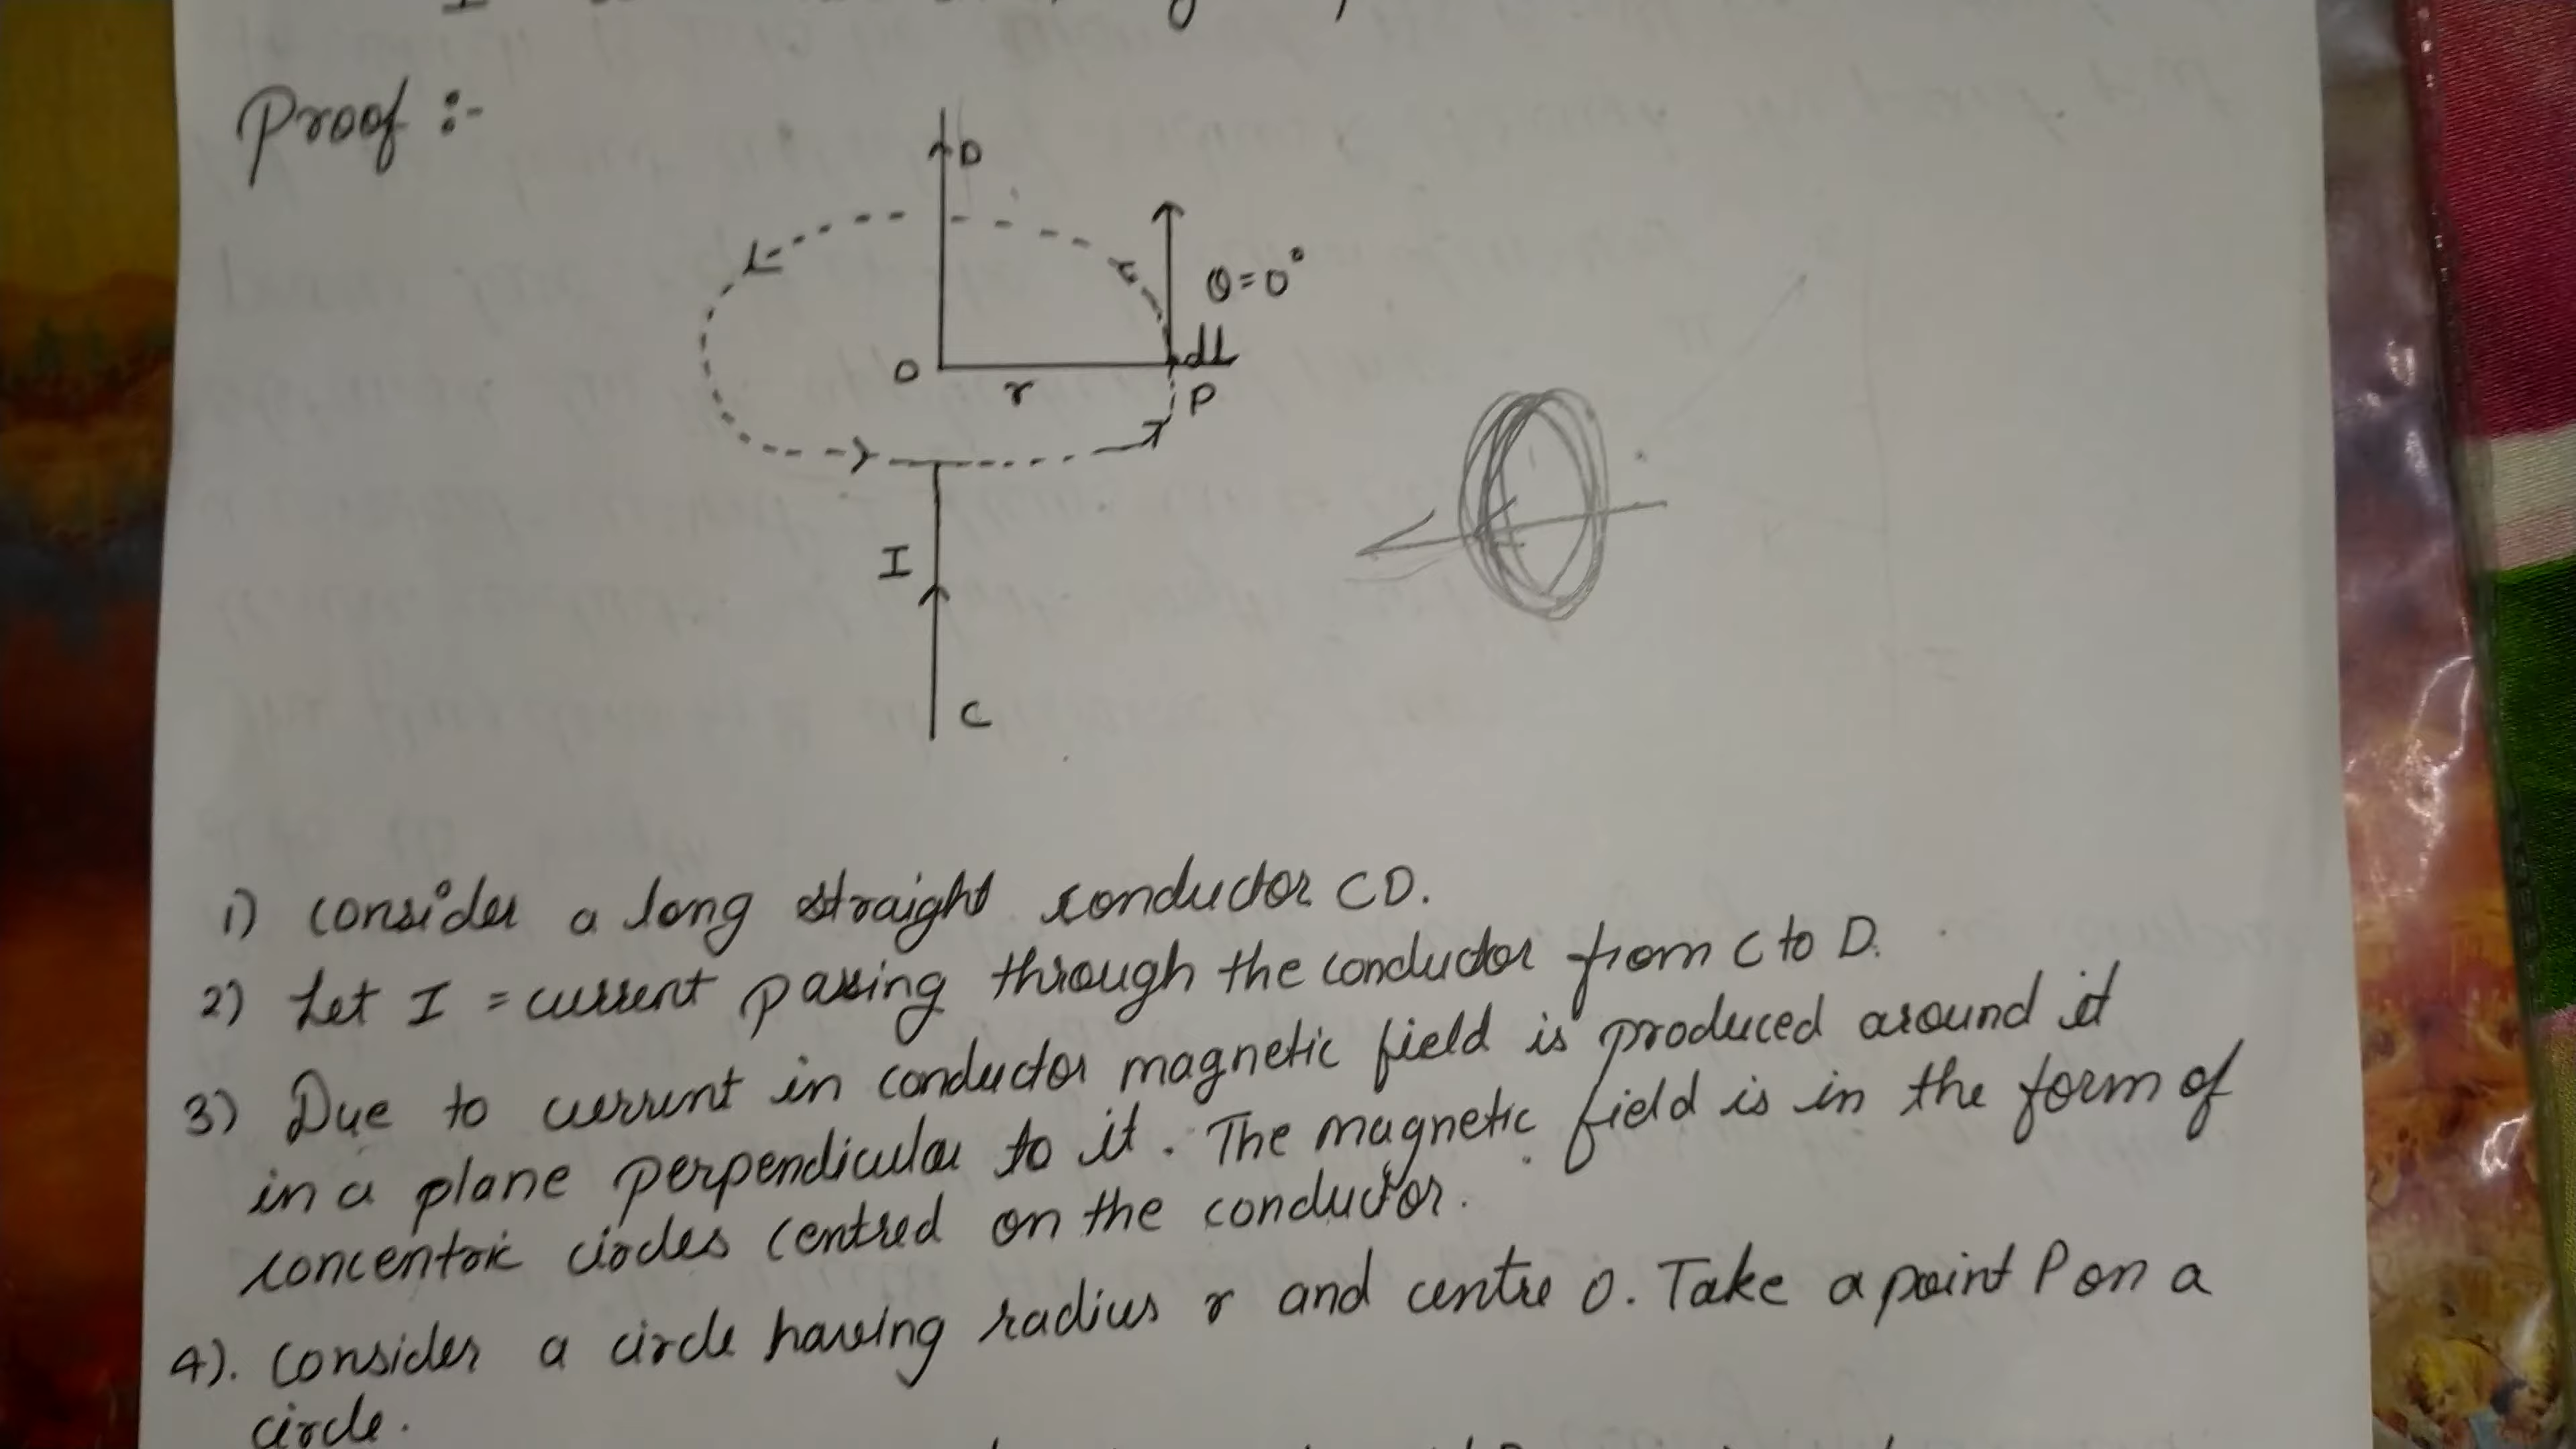 Proof :-
D
θ=0°
dl
O
r
P
I
C
1) Consider a long straight conductor CD.
2) Let I = current passing through the conductor from C to D.
3) Due to current in conductor magnetic field is produced around it
in a plane perpendicular to it. The magnetic field is in the form of
concentric circles centred on the conductor.
4). Consider a circle having radius r and centre O. Take a point P on a
circle.